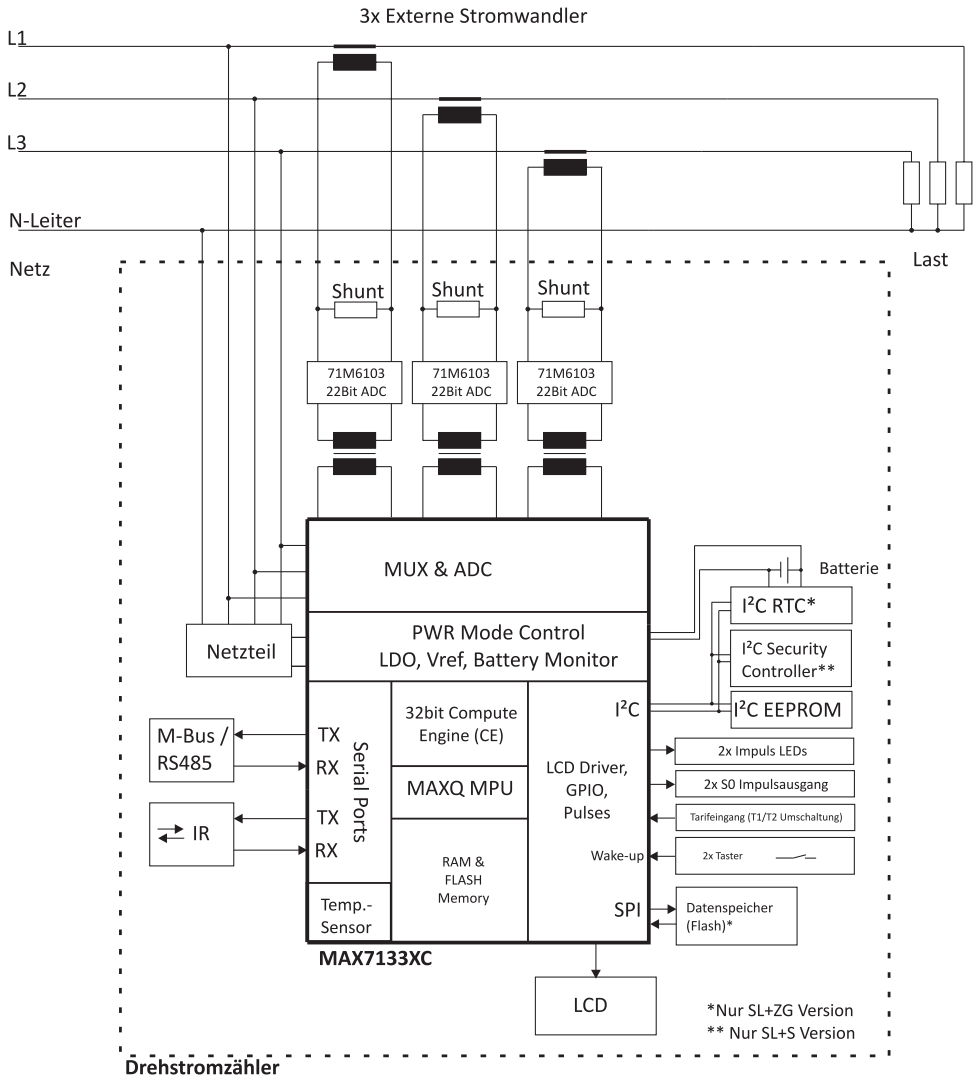 3x Externe Stromwandler
L1
L2
L3
N-Leiter
Netz
Last
Shunt
Shunt
Shunt
71M6103
22Bit ADC
71M6103
22Bit ADC
71M6103
22Bit ADC
MUX & ADC
Batterie
I²C RTC*
PWR Mode Control
LDO, Vref, Battery Monitor
Netzteil
I²C Security
Controller**
I²C
I²C EEPROM
M-Bus /
RS485
TX
RX
TX
RX
Serial Ports
32bit Compute
Engine (CE)
MAXQ MPU
LCD Driver,
GPIO,
Pulses
2x Impuls LEDs
2x S0 Impulsausgang
Tarifeingang (T1/T2 Umschaltung)
IR
RAM &
FLASH
Memory
Wake-up
2x Taster
Temp.-
Sensor
SPI
Datenspeicher
(Flash)*
MAX7133XC
LCD
*Nur SL+ZG Version
** Nur SL+S Version
Drehstromzähler